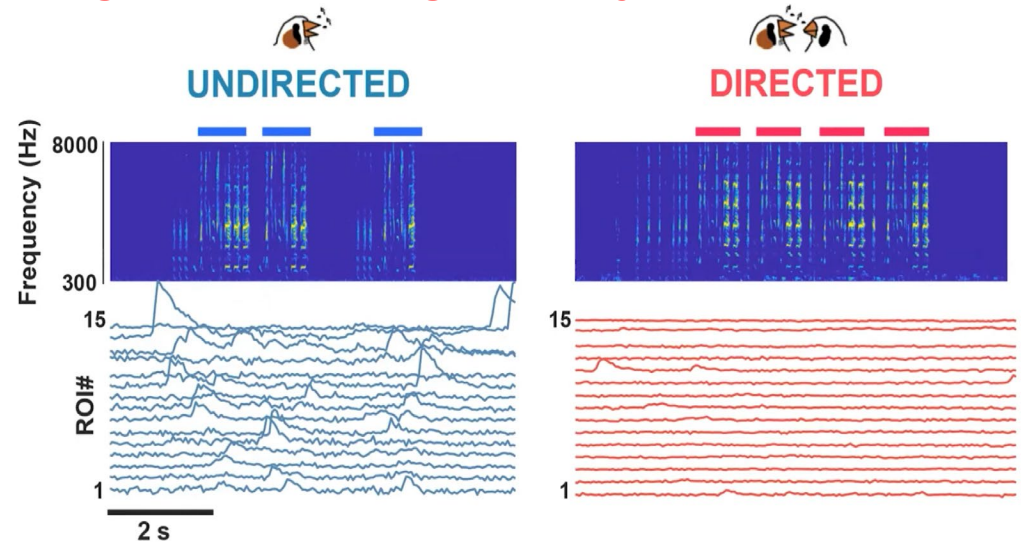 UNDIRECTED
DIRECTED
Frequency (Hz)
8000
300
15
ROI#
1
2 s
15
1